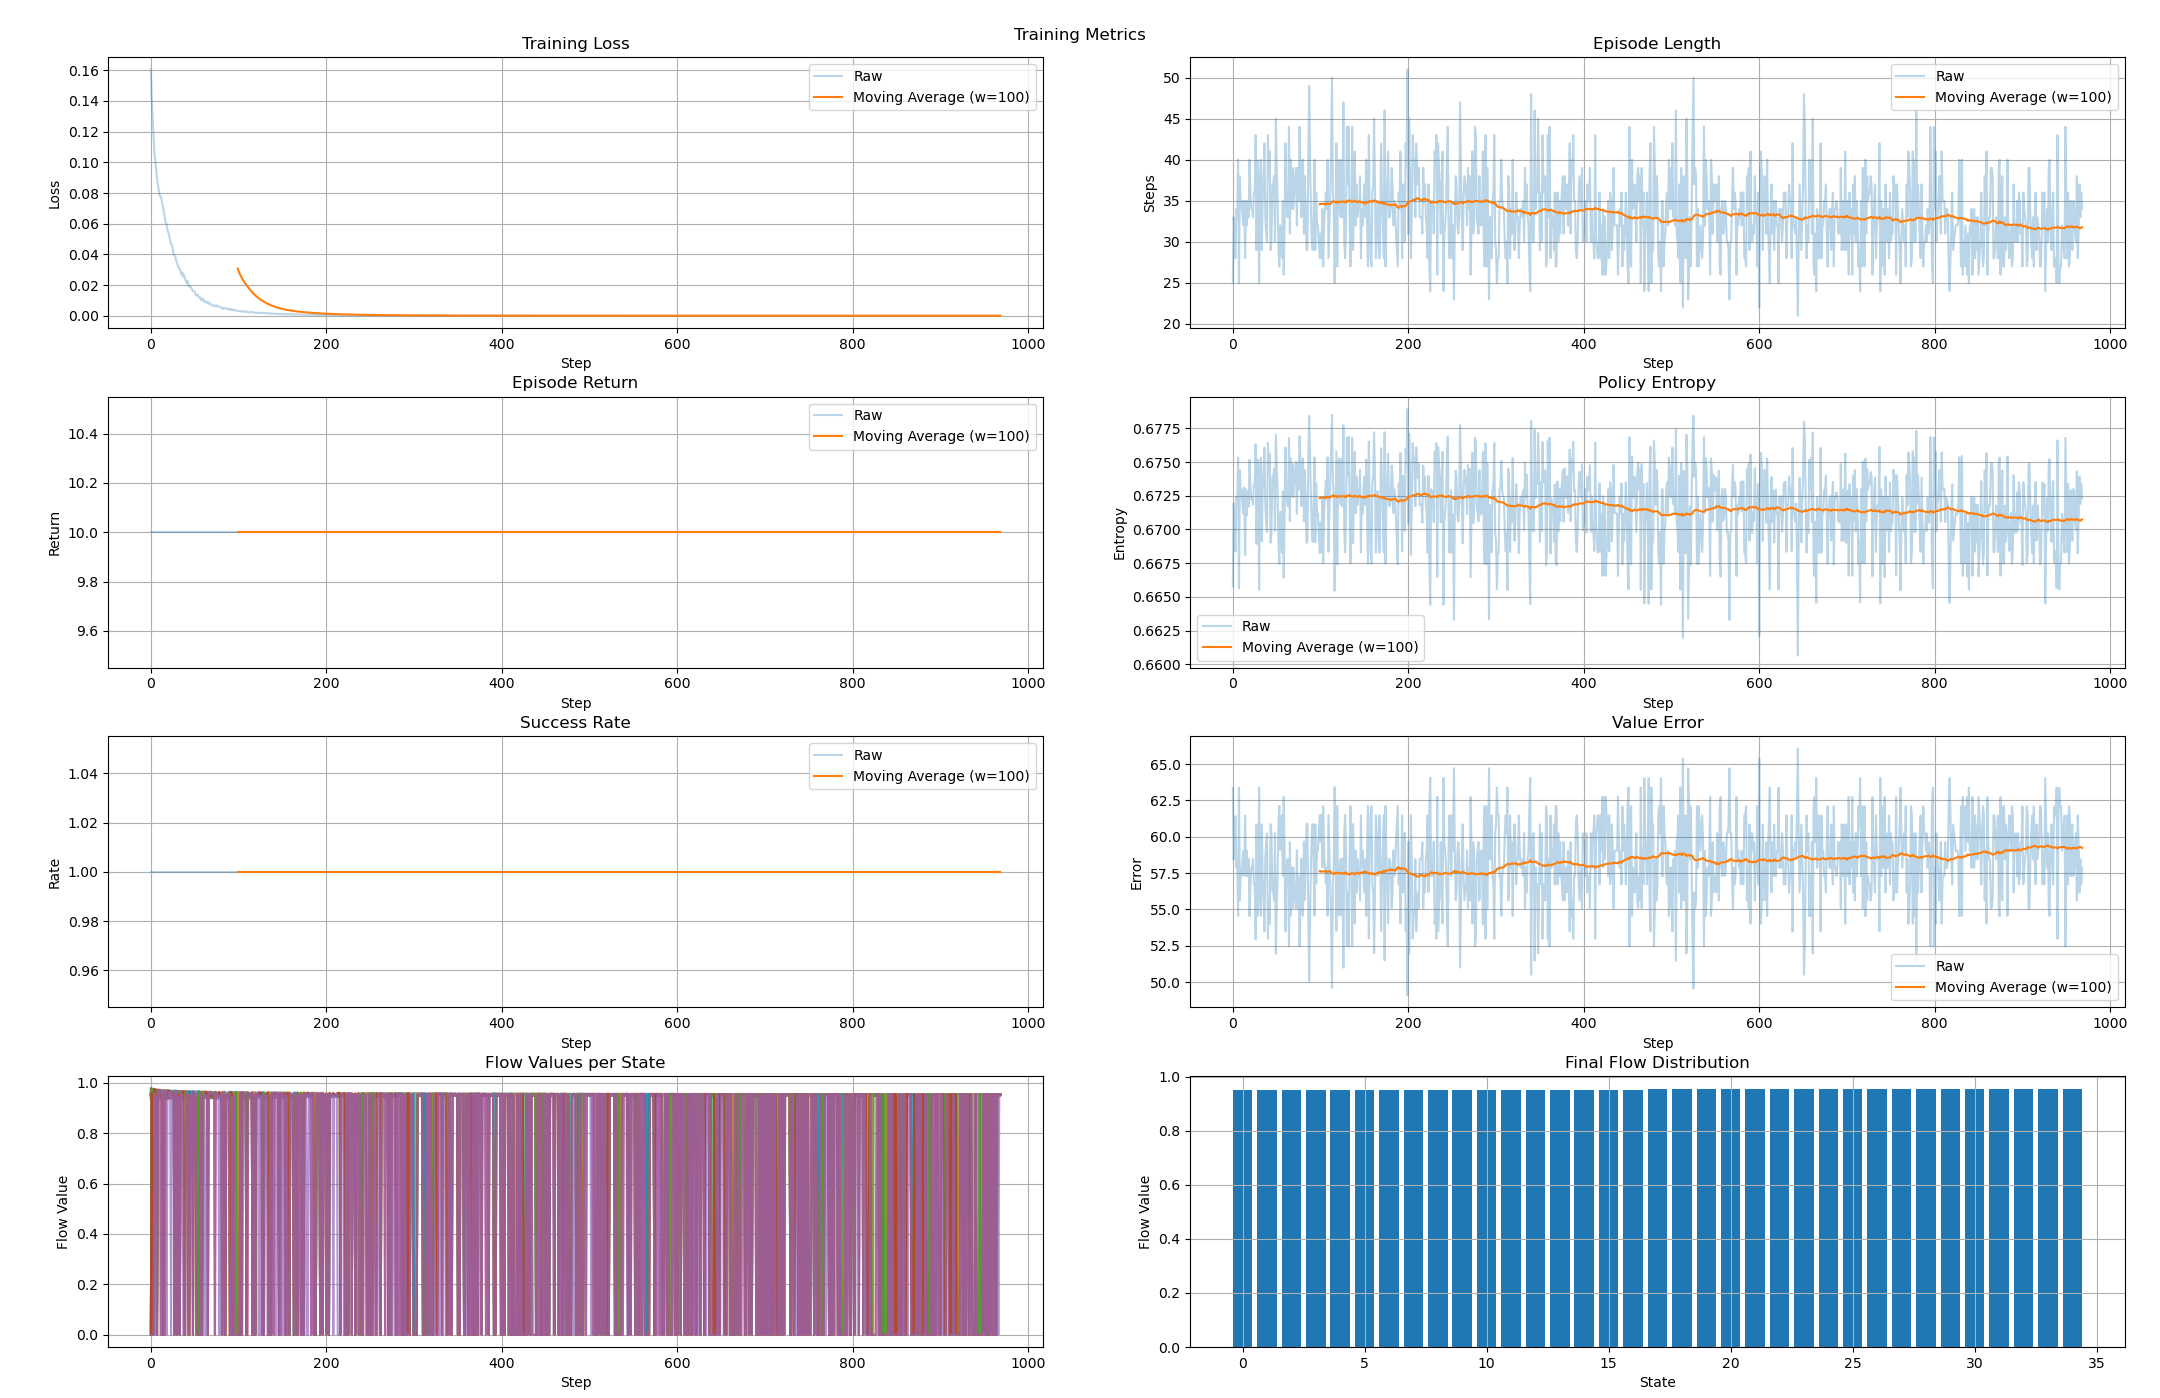 Training Metrics
Training Loss
Raw
Moving Average (w=100)
0.16
0.14
0.12
0.10
0.08
0.06
0.04
0.02
0.00
Loss
0
200
400
600
800
1000
Step
Episode Length
Raw
Moving Average (w=100)
50
45
40
35
30
25
20
Steps
0
200
400
600
800
1000
Step
Episode Return
Raw
Moving Average (w=100)
10.4
10.2
10.0
9.8
9.6
Return
0
200
400
600
800
1000
Step
Policy Entropy
0.6775
0.6750
0.6725
0.6700
0.6675
0.6650
0.6625
0.6600
Entropy
Raw
Moving Average (w=100)
0
200
400
600
800
1000
Step
Success Rate
Raw
Moving Average (w=100)
1.04
1.02
1.00
0.98
0.96
Rate
0
200
400
600
800
1000
Step
Value Error
65.0
62.5
60.0
57.5
55.0
52.5
50.0
Error
Raw
Moving Average (w=100)
0
200
400
600
800
1000
Step
Flow Values per State
1.0
0.8
0.6
0.4
0.2
0.0
Flow Value
0
200
400
600
800
1000
Step
Final Flow Distribution
1.0
0.8
0.6
0.4
0.2
0.0
Flow Value
0
5
10
15
20
25
30
35
State